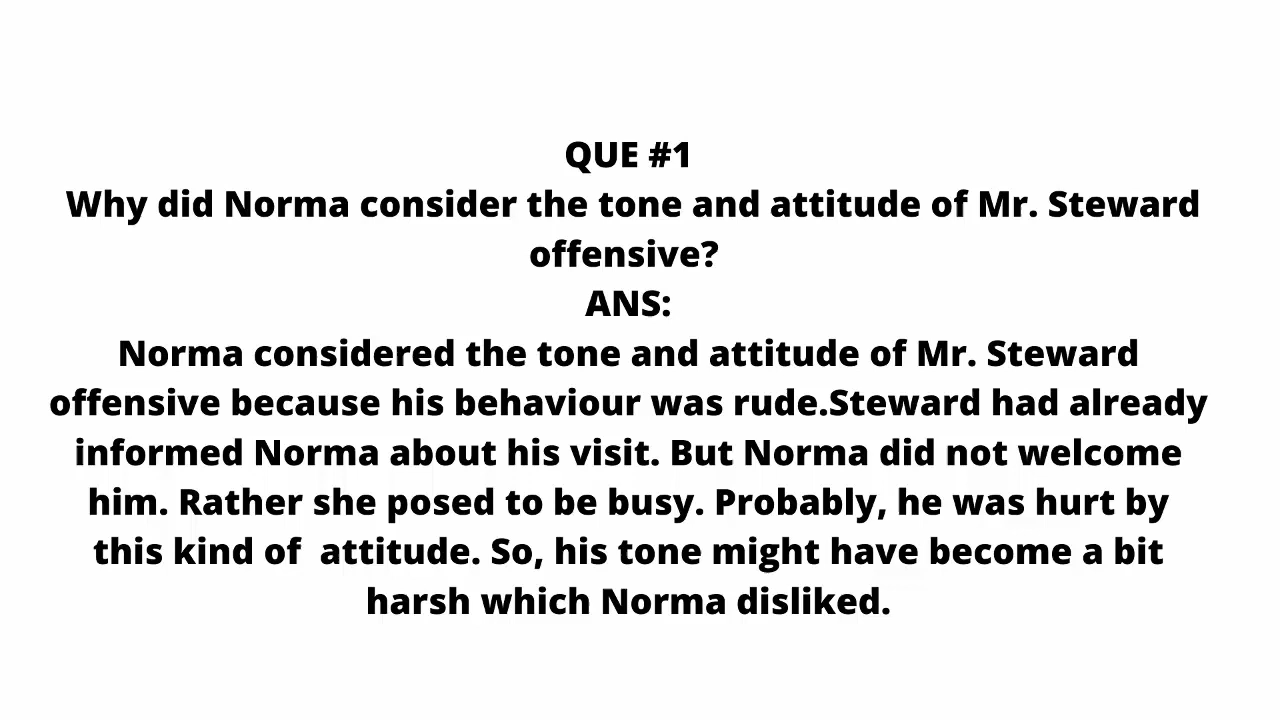 QUE #1
Why did Norma consider the tone and attitude of Mr. Steward
offensive?
ANS:
Norma considered the tone and attitude of Mr. Steward
offensive because his behaviour was rude.Steward had already
informed Norma about his visit. But Norma did not welcome
him. Rather she posed to be busy. Probably, he was hurt by
this kind of  attitude. So, his tone might have become a bit
harsh which Norma disliked.